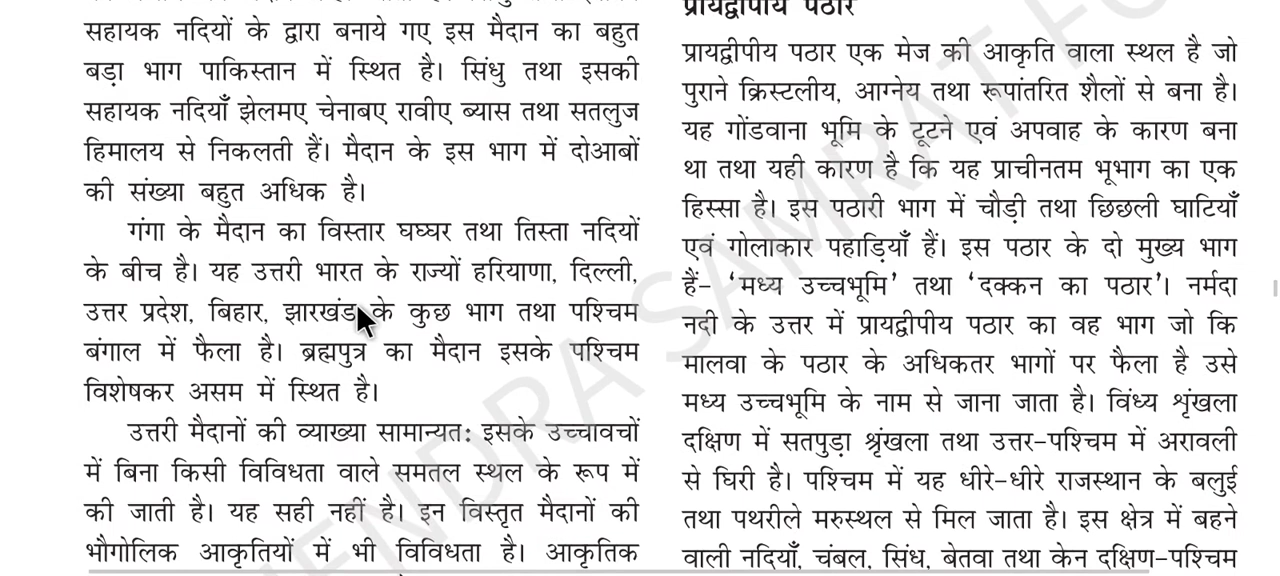 सहायक नदियों के द्वारा बनाये गए इस मैदान का बहुत
बड़ा भाग पाकिस्तान में स्थित है। सिंधु तथा इसकी
सहायक नदियाँ झेलमए चेनाबए रावीए ब्यास तथा सतलुज
हिमालय से निकलती हैं। मैदान के इस भाग में दोआबों
की संख्या बहुत अधिक है।
गंगा के मैदान का विस्तार घघ्घर तथा तिस्ता नदियों
के बीच है। यह उत्तरी भारत के राज्यों हरियाणा, दिल्ली,
उत्तर प्रदेश, बिहार, झारखंड के कुछ भाग तथा पश्चिम
बंगाल में फैला है। ब्रह्मपुत्र का मैदान इसके पश्चिम
विशेषकर असम में स्थित है।
उत्तरी मैदानों की व्याख्या सामान्यतः इसके उच्चावचों
में बिना किसी विविधता वाले समतल स्थल के रूप में
की जाती है। यह सही नहीं है। इन विस्तृत मैदानों की
भौगोलिक आकृतियों में भी विविधता है। आकृतिक
प्रायद्वीपीय पठार
प्रायद्वीपीय पठार एक मेज की आकृति वाला स्थल है जो
पुराने क्रिस्टलीय, आग्नेय तथा रूपांतरित शैलों से बना है।
यह गोंडवाना भूमि के टूटने एवं अपवाह के कारण बना
था तथा यही कारण है कि यह प्राचीनतम भूभाग का एक
हिस्सा है। इस पठारी भाग में चौड़ी तथा छिछली घाटियाँ
एवं गोलाकार पहाड़ियाँ हैं। इस पठार के दो मुख्य भाग
हैं- ‘मध्य उच्चभूमि’ तथा ‘दक्कन का पठार’। नर्मदा
नदी के उत्तर में प्रायद्वीपीय पठार का वह भाग जो कि
मालवा के पठार के अधिकतर भागों पर फैला है उसे
मध्य उच्चभूमि के नाम से जाना जाता है। विंध्य शृंखला
दक्षिण में सतपुड़ा श्रृंखला तथा उत्तर-पश्चिम में अरावली
से घिरी है। पश्चिम में यह धीरे-धीरे राजस्थान के बलुई
तथा पथरीले मरुस्थल से मिल जाता है। इस क्षेत्र में बहने
वाली नदियाँ, चंबल, सिंध, बेतवा तथा केन दक्षिण-पश्चिम
ENDRA SAMRAT FO